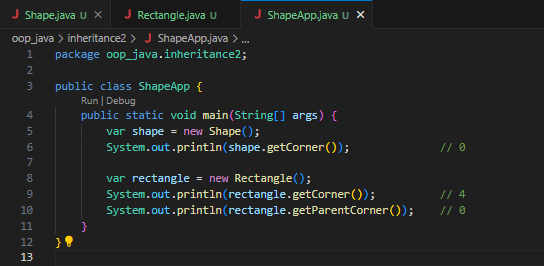 J Shape.java U J Rectangle.java U J ShapeApp.java U
oop_java > inheritance2 > J ShapeApp.java > ...
1 package oop_java.inheritance2;
2
3 public class ShapeApp {
Run | Debug
4 public static void main(String[] args) {
5 var shape = new Shape();
6 System.out.println(shape.getCorner()); // 0
7
8 var rectangle = new Rectangle();
9 System.out.println(rectangle.getCorner()); // 4
10 System.out.println(rectangle.getParentCorner()); // 0
11 }
12 }
13